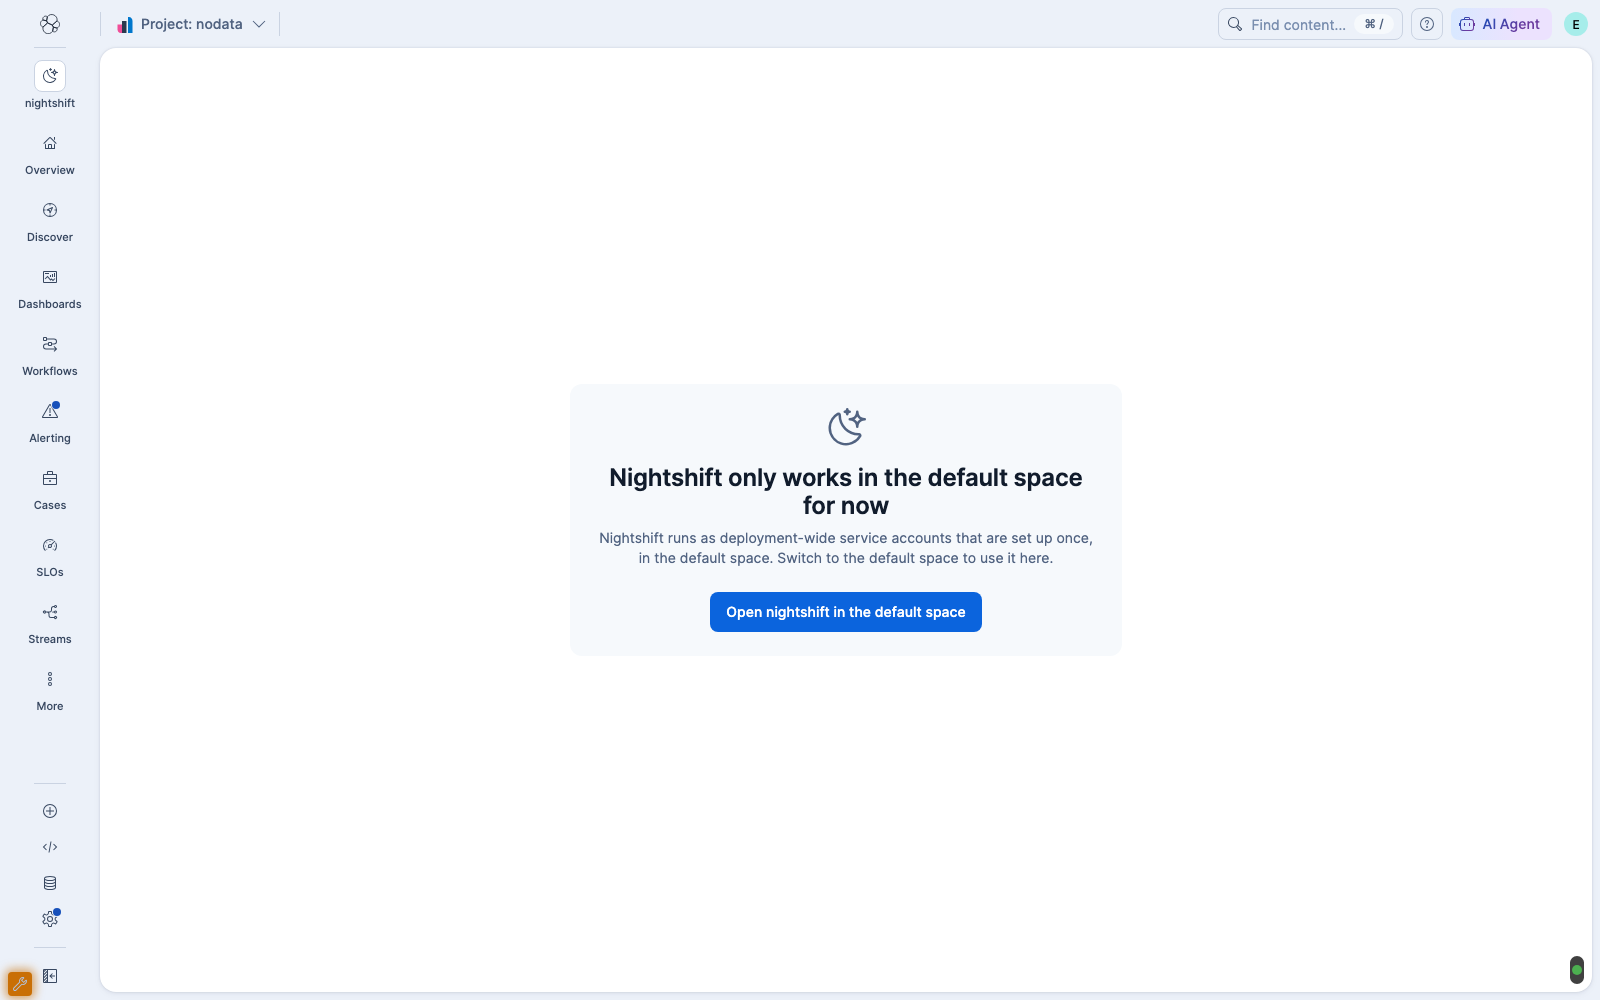 Project: nodata
Find content...
⌘ /
AI Agent
E
nightshift
Overview
Discover
Dashboards
Workflows
Alerting
Cases
SLOs
Streams
More
Nightshift only works in the default space
for now
Nightshift runs as deployment-wide service accounts that are set up once,
in the default space. Switch to the default space to use it here.
Open nightshift in the default space